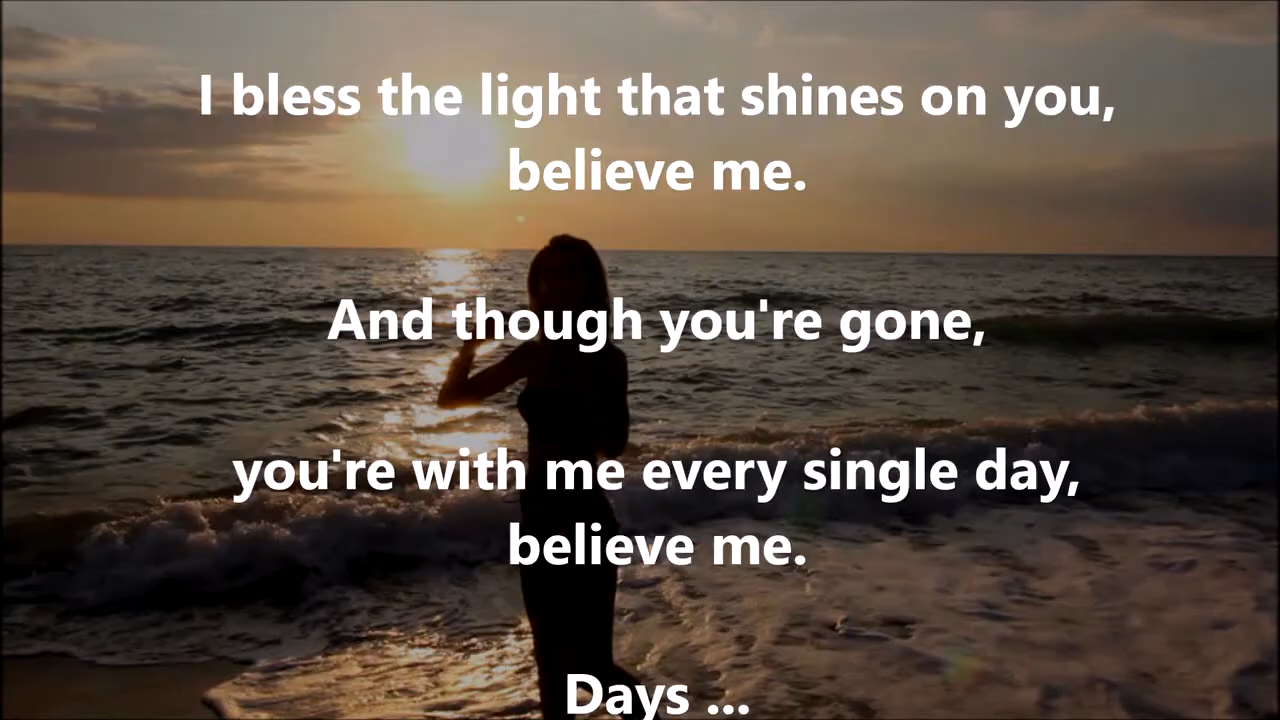 I bless the light that shines on you,
believe me.
And though you're gone,
you're with me every single day,
believe me.
Days ...